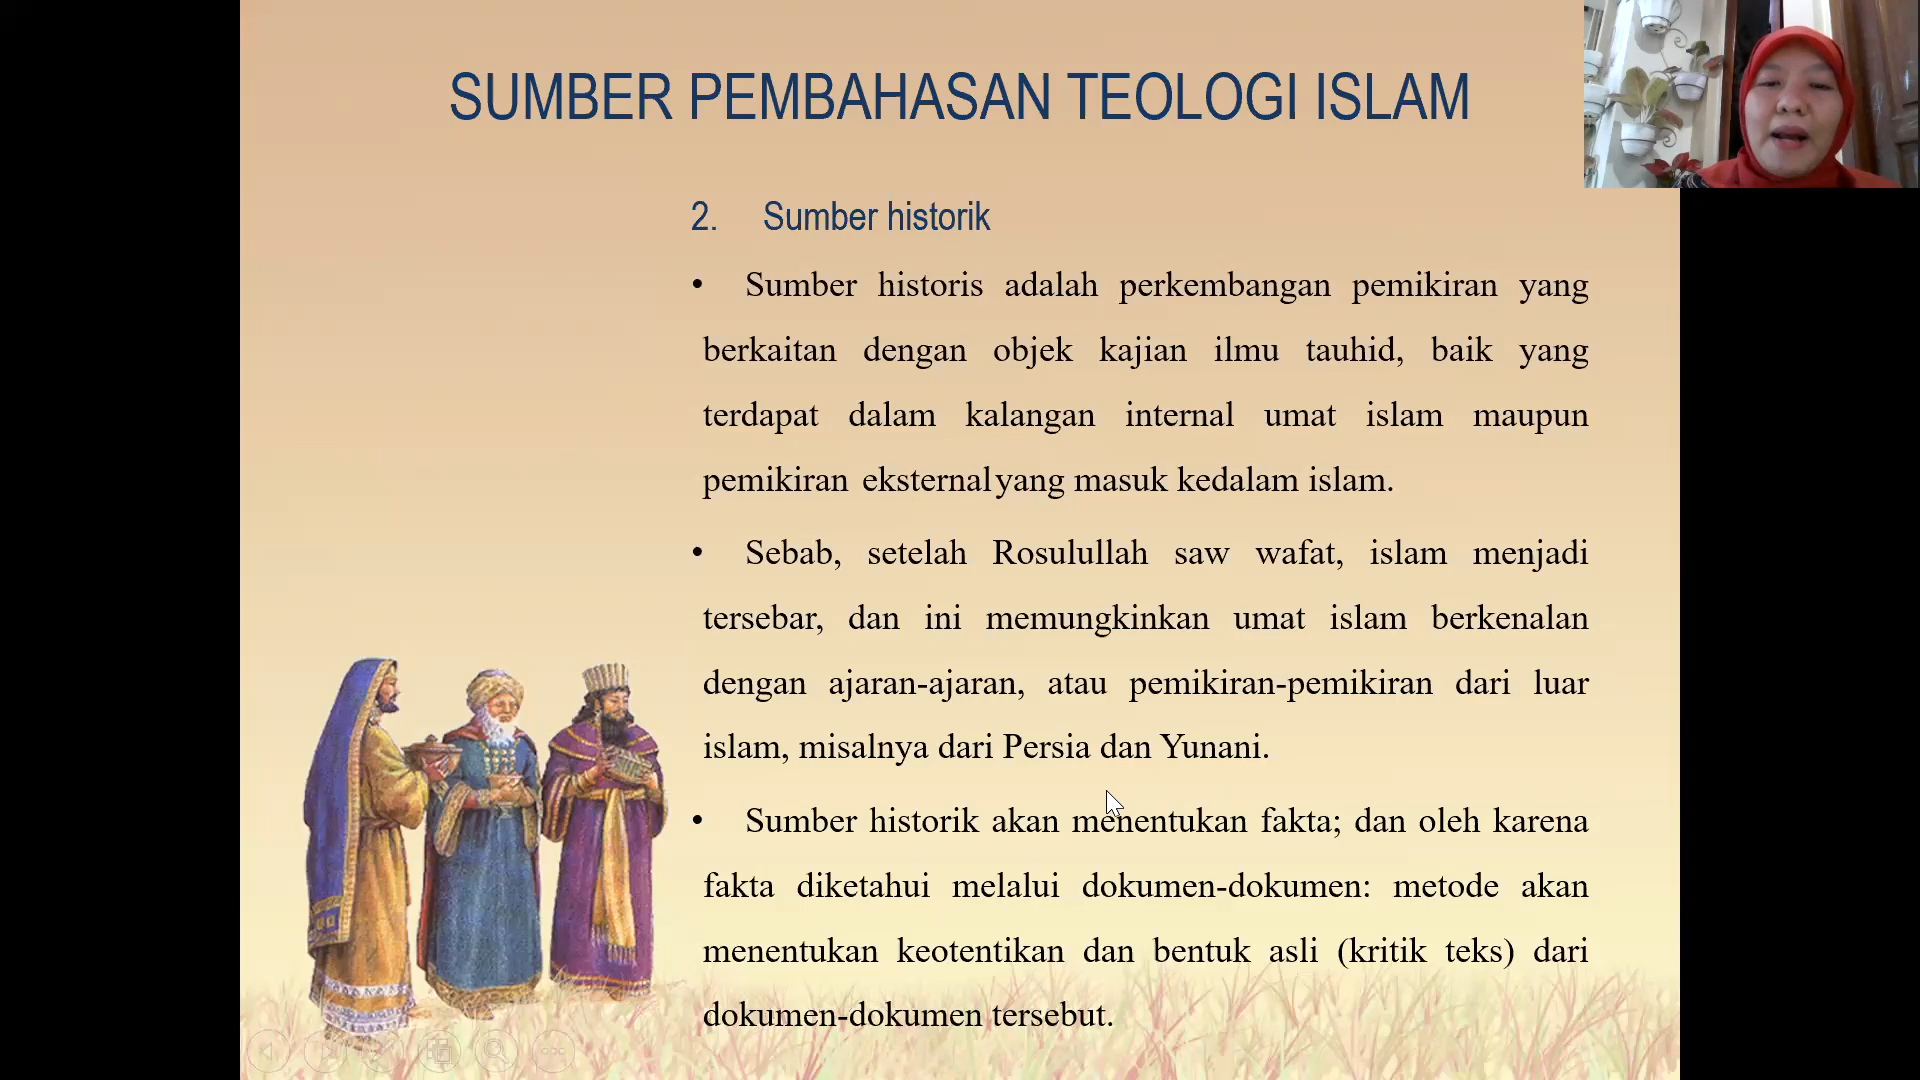 SUMBER PEMBAHASAN TEOLOGI ISLAM
2. Sumber historik
• Sumber historis adalah perkembangan pemikiran yang
berkaitan dengan objek kajian ilmu tauhid, baik yang
terdapat dalam kalangan internal umat islam maupun
pemikiran eksternalyang masuk kedalam islam.
• Sebab, setelah Rosulullah saw wafat, islam menjadi
tersebar, dan ini memungkinkan umat islam berkenalan
dengan ajaran-ajaran, atau pemikiran-pemikiran dari luar
islam, misalnya dari Persia dan Yunani.
• Sumber historik akan menentukan fakta; dan oleh karena
fakta diketahui melalui dokumen-dokumen: metode akan
menentukan keotentikan dan bentuk asli (kritik teks) dari
dokumen-dokumen tersebut.